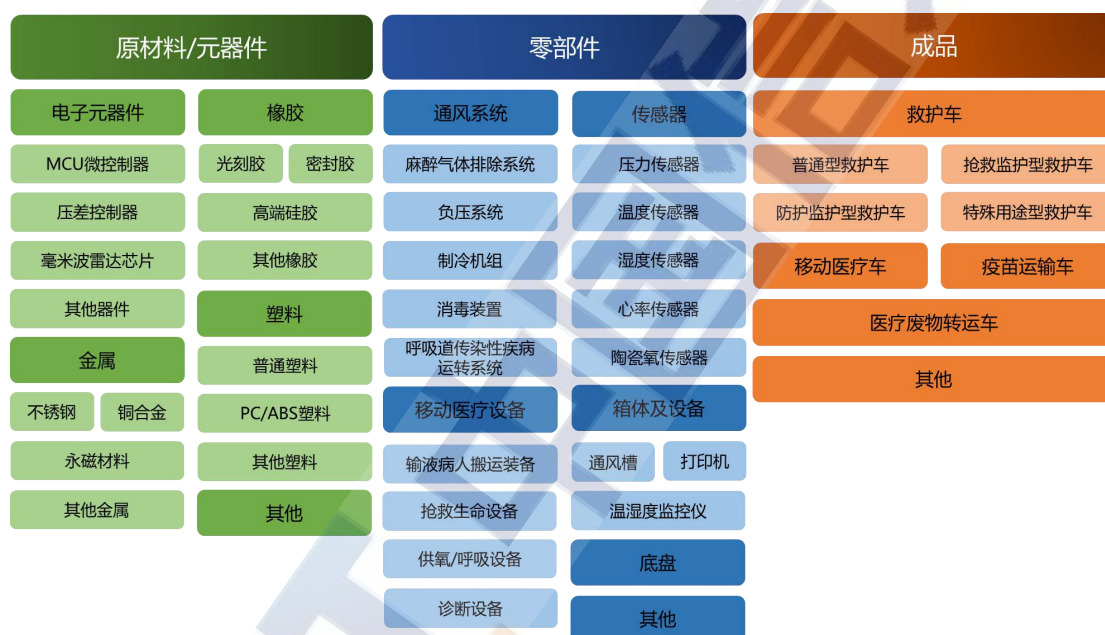 原材料/元器件
电子元器件
橡胶
MCU微控制器
光刻胶
密封胶
压差控制器
高端硅胶
毫米波雷达芯片
其他橡胶
其他器件
塑料
金属
普通塑料
不锈钢
铜合金
PC/ABS塑料
永磁材料
其他塑料
其他金属
其他
零部件
通风系统
传感器
麻醉气体排除系统
压力传感器
负压系统
温度传感器
制冷机组
湿度传感器
消毒装置
心率传感器
呼吸道传染性疾病
运转系统
陶瓷氧传感器
移动医疗设备
箱体及设备
输液病人搬运装备
通风槽
打印机
抢救生命设备
温湿度监控仪
供氧/呼吸设备
底盘
诊断设备
其他
成品
救护车
普通型救护车
抢救监护型救护车
防护监护型救护车
特殊用途型救护车
移动医疗车
疫苗运输车
医疗废物转运车
其他